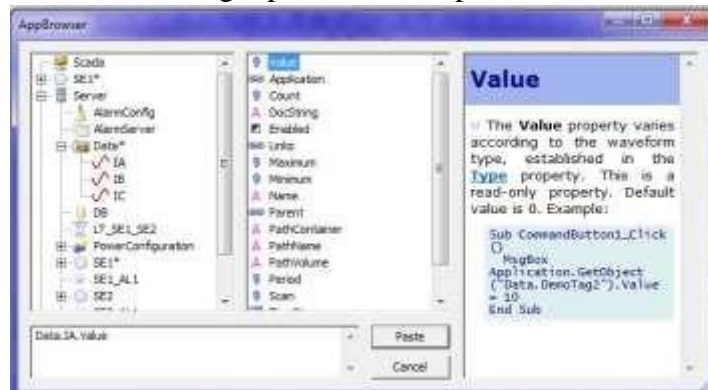 AppBrowser
Scada
SE1*
Server
AlarmConfig
AlarmServer
Data*
IA
IB
IC
DB
LT_SE1_SE2
PowerConfiguration
SE1*
SE1_AL1
SE2
Value
Application
Count
DocString
Enabled
Links
Maximum
Minimum
Name
Parent
PathContainer
PathName
PathVolume
Period
Scan
Value
The Value property varies
according to the waveform
type, established in the
Type property. This is a
read-only property. Default
value is 0. Example:
Sub CommandButton1_Click
()
MsgBox
Application.GetObject
("Data.DemoTag2").Value
= 10
End Sub
Data.IA.Value
Paste
Cancel